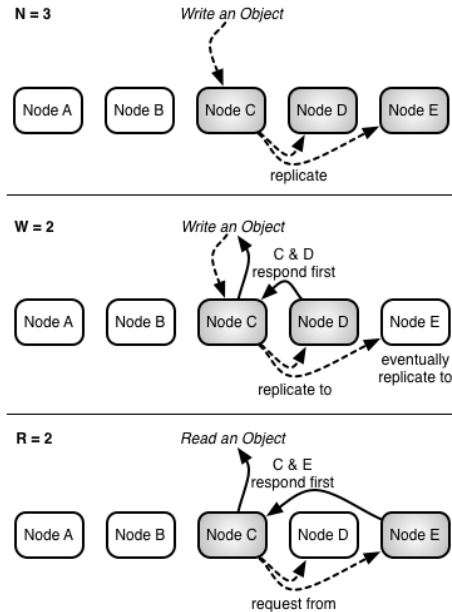 N = 3
Write an Object
Node A
Node B
Node C
Node D
Node E
replicate
W = 2
Write an Object
C & D
respond first
Node A
Node B
Node C
Node D
Node E
replicate to
eventually
replicate to
R = 2
Read an Object
C & E
respond first
Node A
Node B
Node C
Node D
Node E
request from